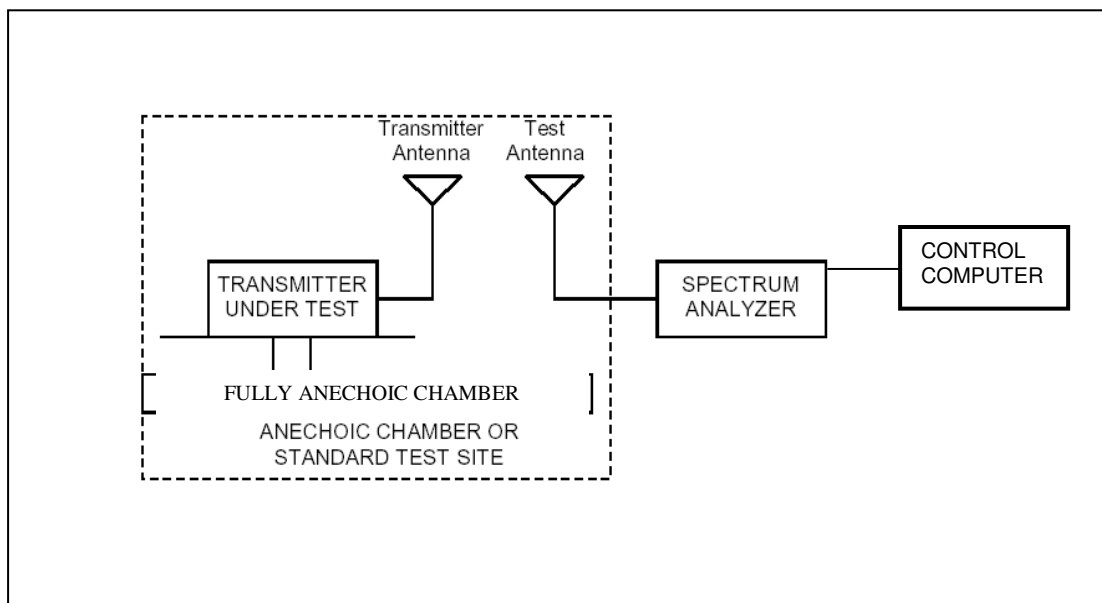 Transmitter
Antenna
Test
Antenna
TRANSMITTER
UNDER TEST
SPECTRUM
ANALYZER
CONTROL
COMPUTER
FULLY ANECHOIC CHAMBER
ANECHOIC CHAMBER OR
STANDARD TEST SITE